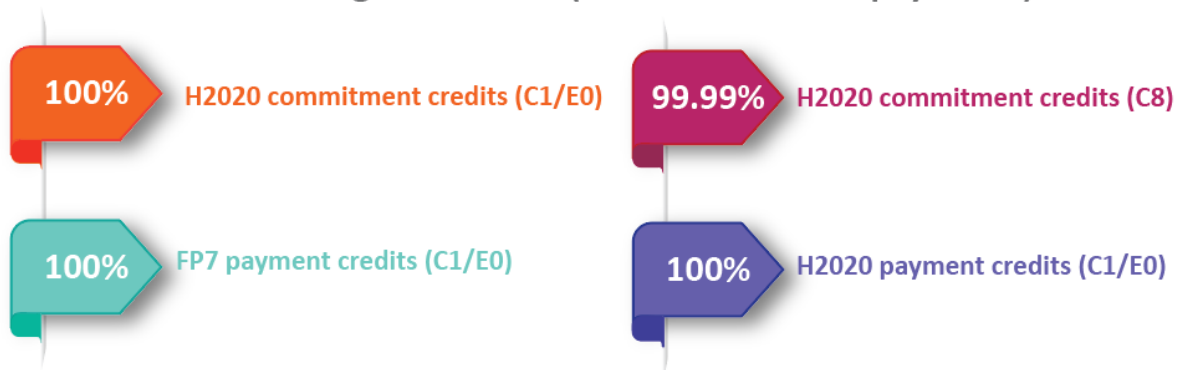 100% H2020 commitment credits (C1/E0)
99.99% H2020 commitment credits (C8)
100% FP7 payment credits (C1/E0)
100% H2020 payment credits (C1/E0)